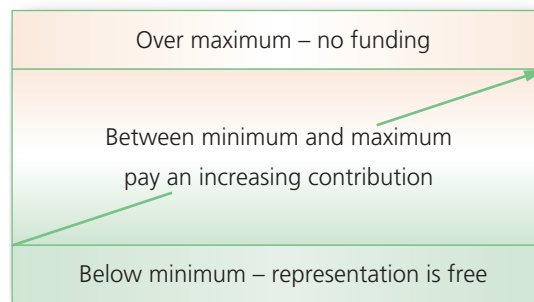 Over maximum – no funding
Between minimum and maximum
pay an increasing contribution
Below minimum – representation is free